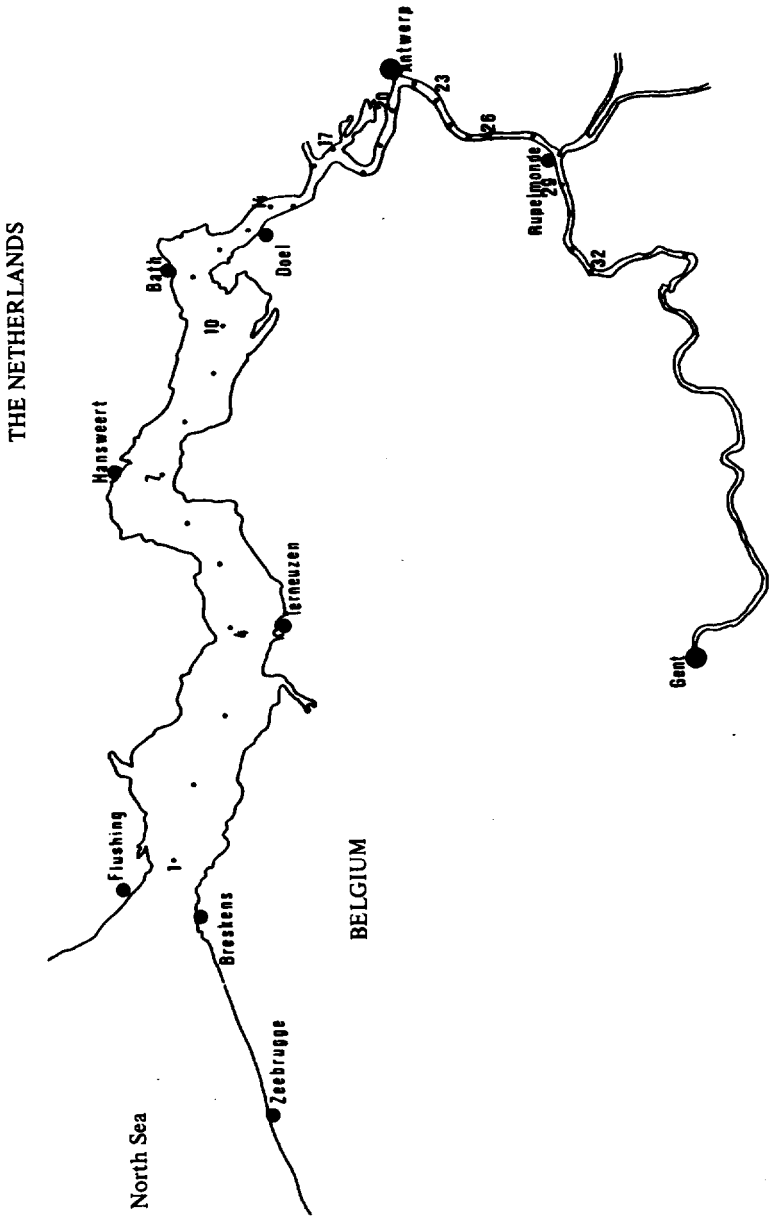 THE NETHERLANDS
North Sea
BELGIUM
Flushing
Breskens
Zeebrugge
Hansweert
Terneuzen
Bath
Doel
Antwerp
Rupelmonde
Gent
1
4
7
10
14
17
20
23
26
29
32